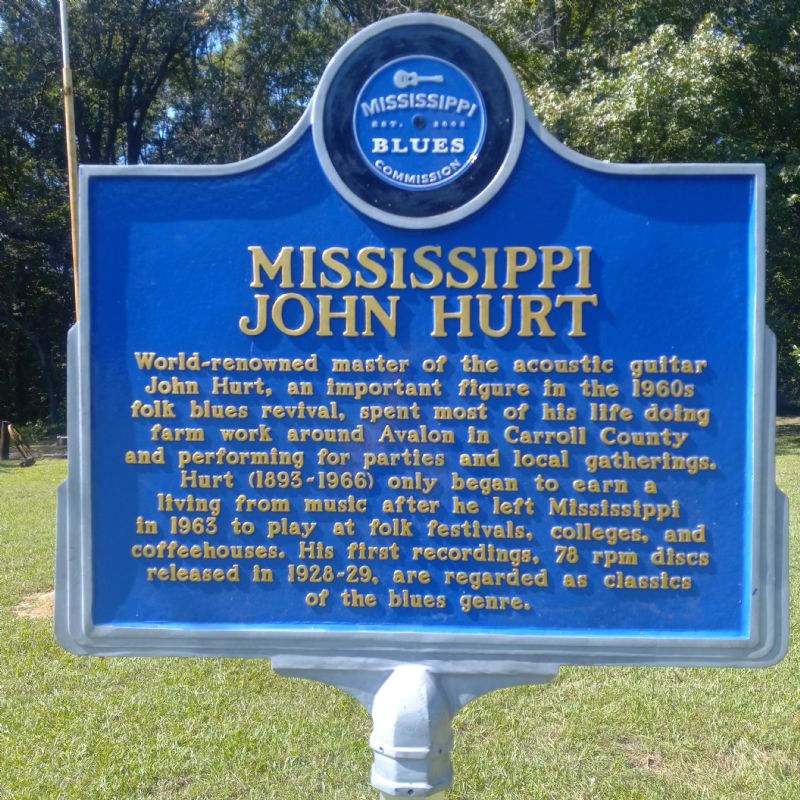 MISSISSIPPI
EST. 2003
BLUES
COMMISSION
MISSISSIPPI
JOHN HURT
World-renowned master of the acoustic guitar
John Hurt, an important figure in the 1960s
folk blues revival, spent most of his life doing
farm work around Avalon in Carroll County
and performing for parties and local gatherings.
Hurt (1893-1966) only began to earn a
living from music after he left Mississippi
in 1963 to play at folk festivals, colleges, and
coffeehouses. His first recordings, 78 rpm discs
released in 1928-29, are regarded as classics
of the blues genre.